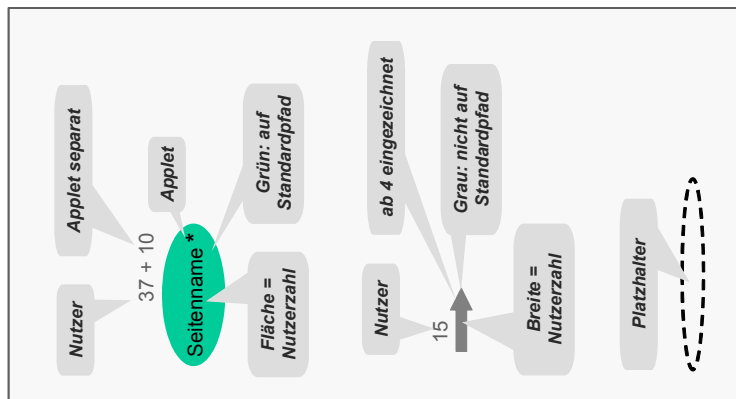 Nutzer
Applet separat
37 + 10
Applet
Seitenname *
Fläche =
Nutzerzahl
Grün: auf
Standardpfad
Nutzer
ab 4 eingezeichnet
15
Grau: nicht auf
Standardpfad
Breite =
Nutzerzahl
Platzhalter